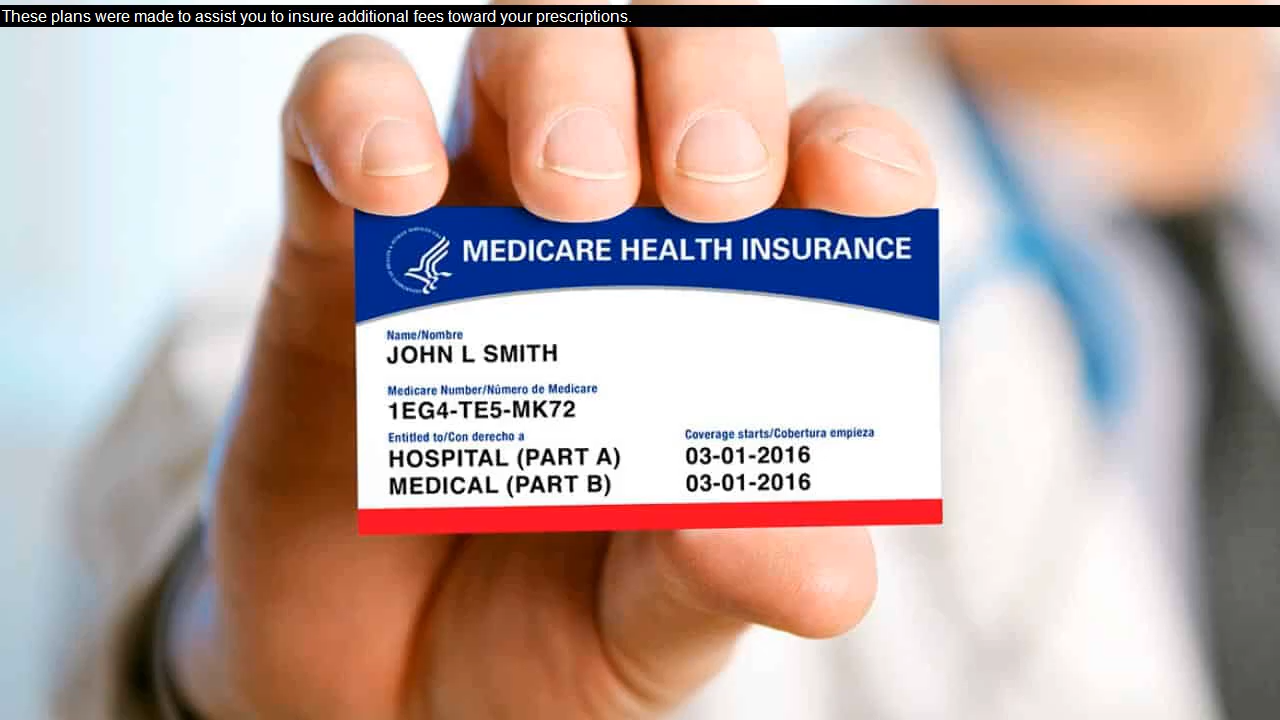 These plans were made to assist you to insure additional fees toward your prescriptions.
MEDICARE HEALTH INSURANCE
Name/Nombre
JOHN L SMITH
Medicare Number/Número de Medicare
1EG4-TE5-MK72
Entitled to/Con derecho a
Coverage starts/Cobertura empieza
HOSPITAL (PART A) 03-01-2016
MEDICAL (PART B) 03-01-2016